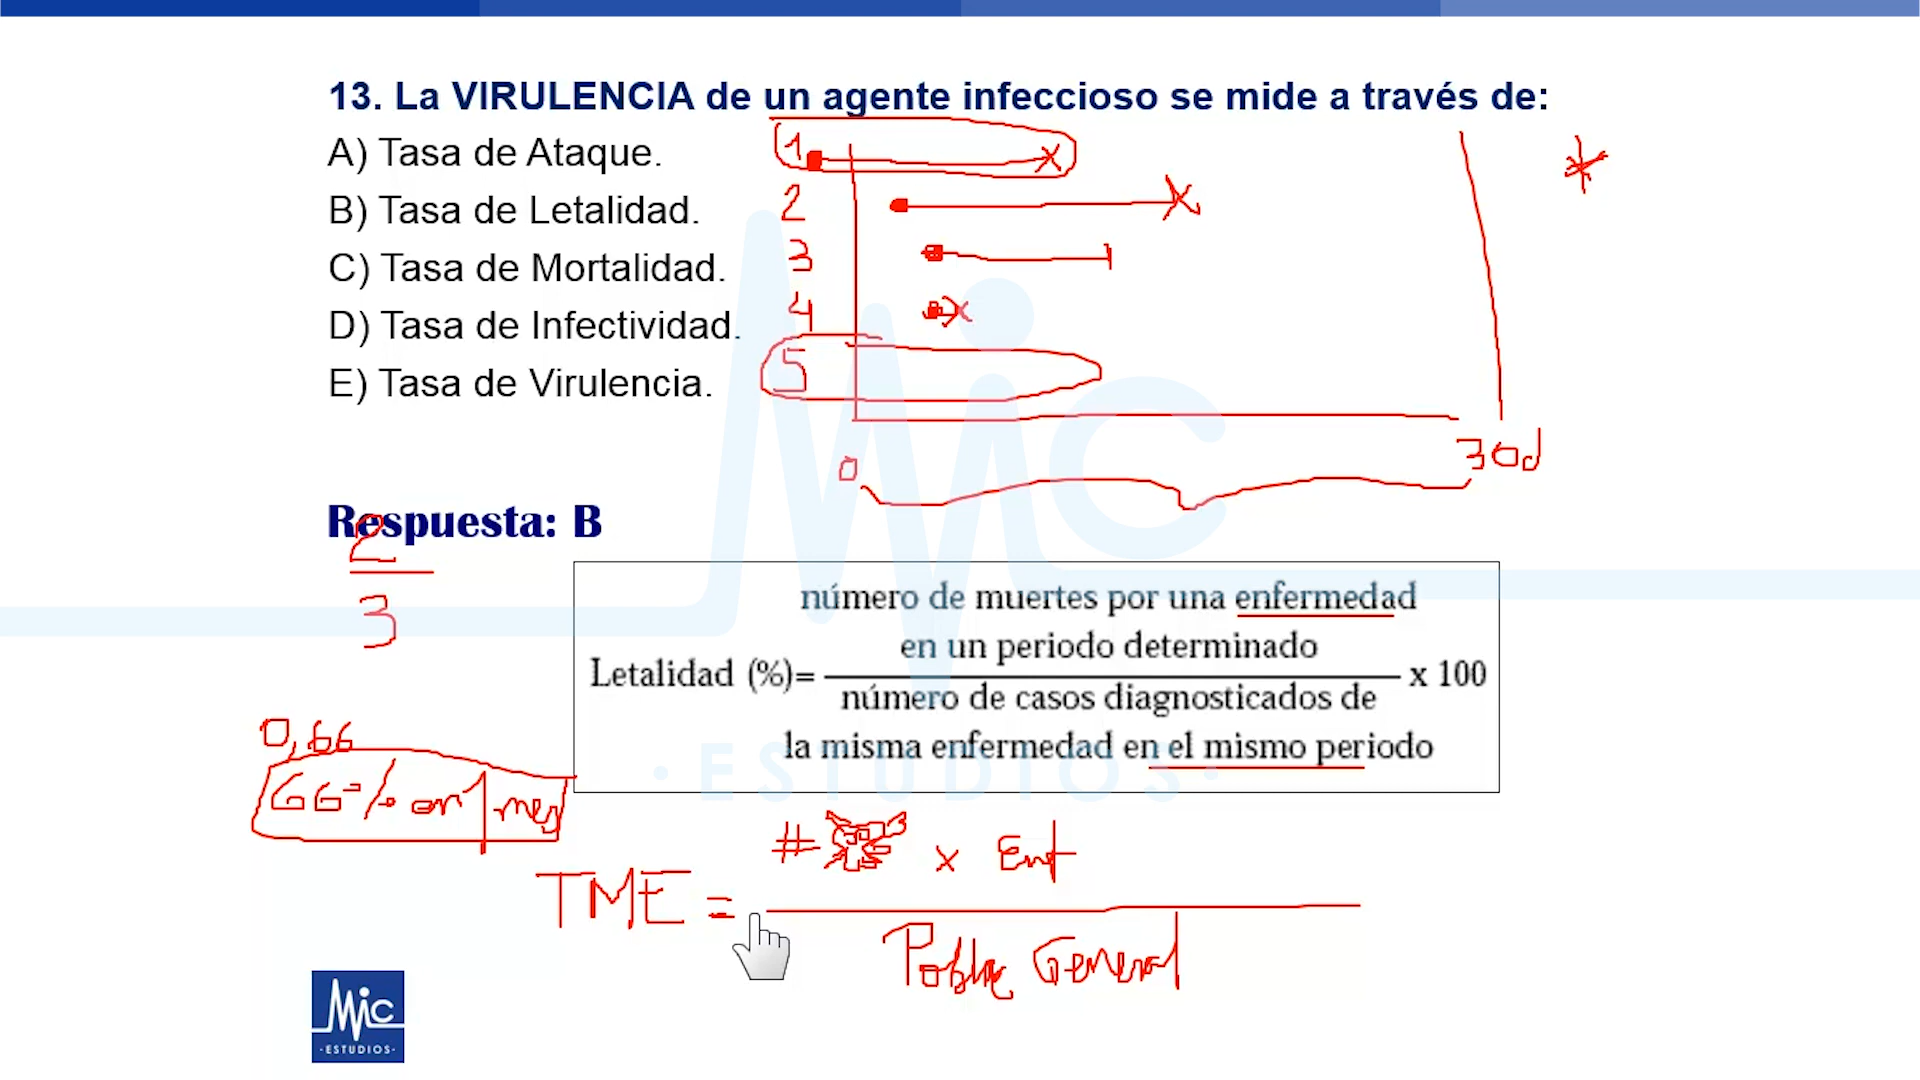 13. La VIRULENCIA de un agente infeccioso se mide a través de:
A) Tasa de Ataque.
B) Tasa de Letalidad.
C) Tasa de Mortalidad.
D) Tasa de Infectividad.
E) Tasa de Virulencia.
1
2
3
4
5
0
30d
Respuesta: B
2
3
número de muertes por una enfermedad
en un periodo determinado
Letalidad (%)= x 100
número de casos diagnosticados de
la misma enfermedad en el mismo periodo
0,66
66% en 1 mes
# x Enf
TME =
Pobla General
MiC
·ESTUDIOS·
MiC
·ESTUDIOS·